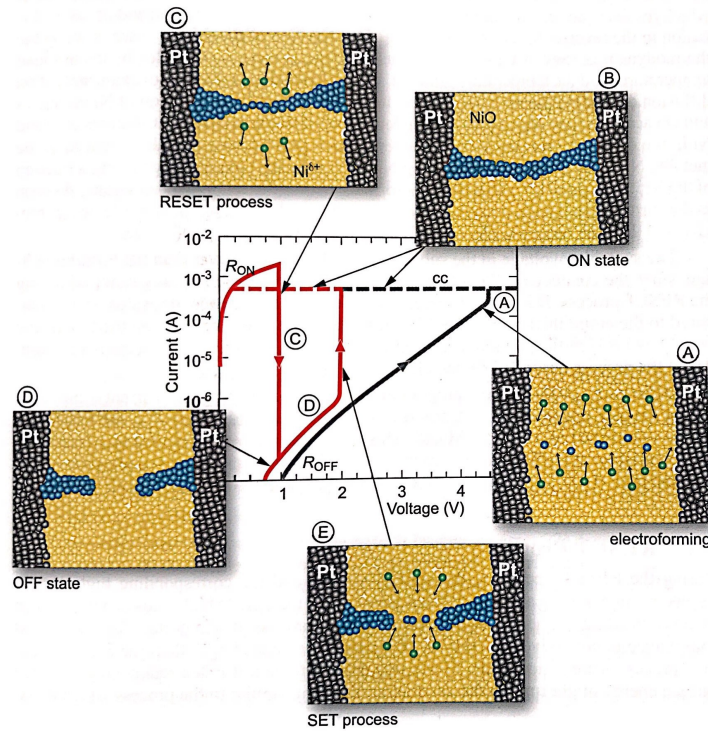 Ⓒ
Pt
Pt
Ni^δ+
RESET process
Ⓑ
Pt
NiO
Pt
ON state
10^-2
10^-3
10^-4
10^-5
10^-6
Current (A)
R_ON
cc
Ⓐ
Ⓒ
Ⓓ
R_OFF
1
2
3
4
Voltage (V)
Ⓐ
Pt
Pt
electroforming
Ⓓ
Pt
Pt
OFF state
Ⓔ
Pt
Pt
SET process